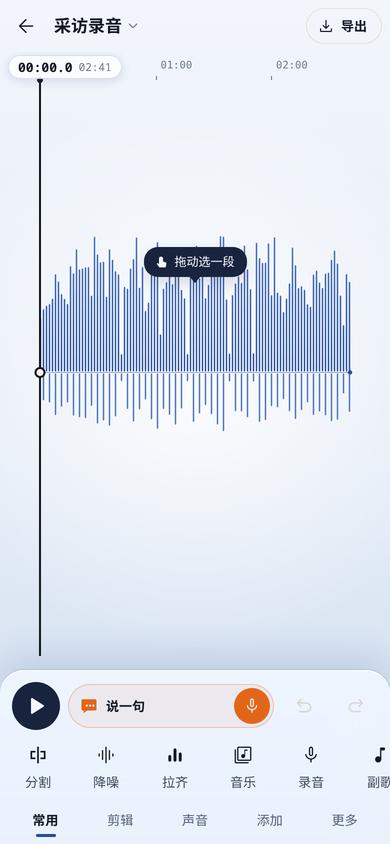 采访录音
导出
00:00.0 02:41
01:00
02:00
拖动选一段
说一句
分割
降噪
拉齐
音乐
录音
副歌
常用
剪辑
声音
添加
更多